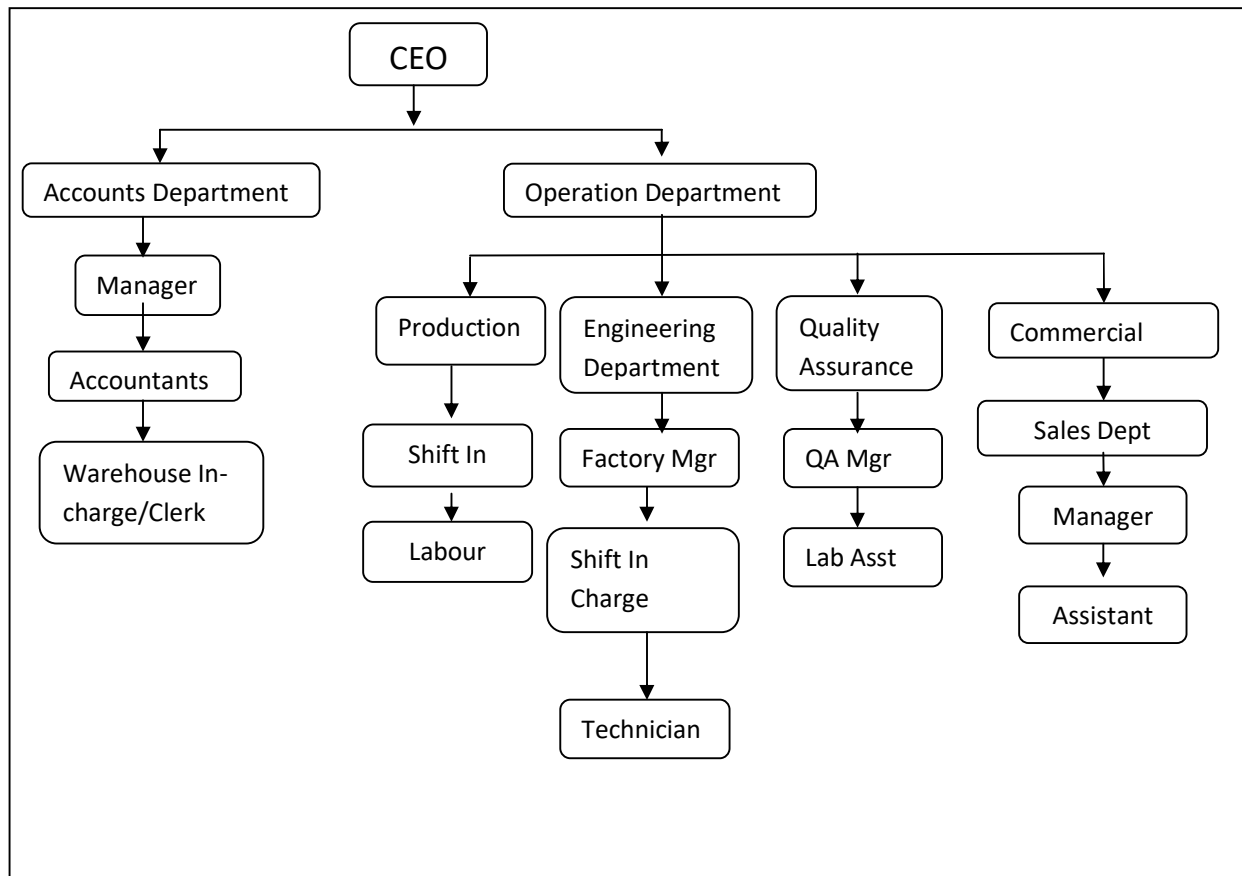 CEO
Accounts Department
Operation Department
Manager
Accountants
Warehouse In-
charge/Clerk
Production
Shift In
Labour
Engineering
Department
Factory Mgr
Shift In
Charge
Technician
Quality
Assurance
QA Mgr
Lab Asst
Commercial
Sales Dept
Manager
Assistant